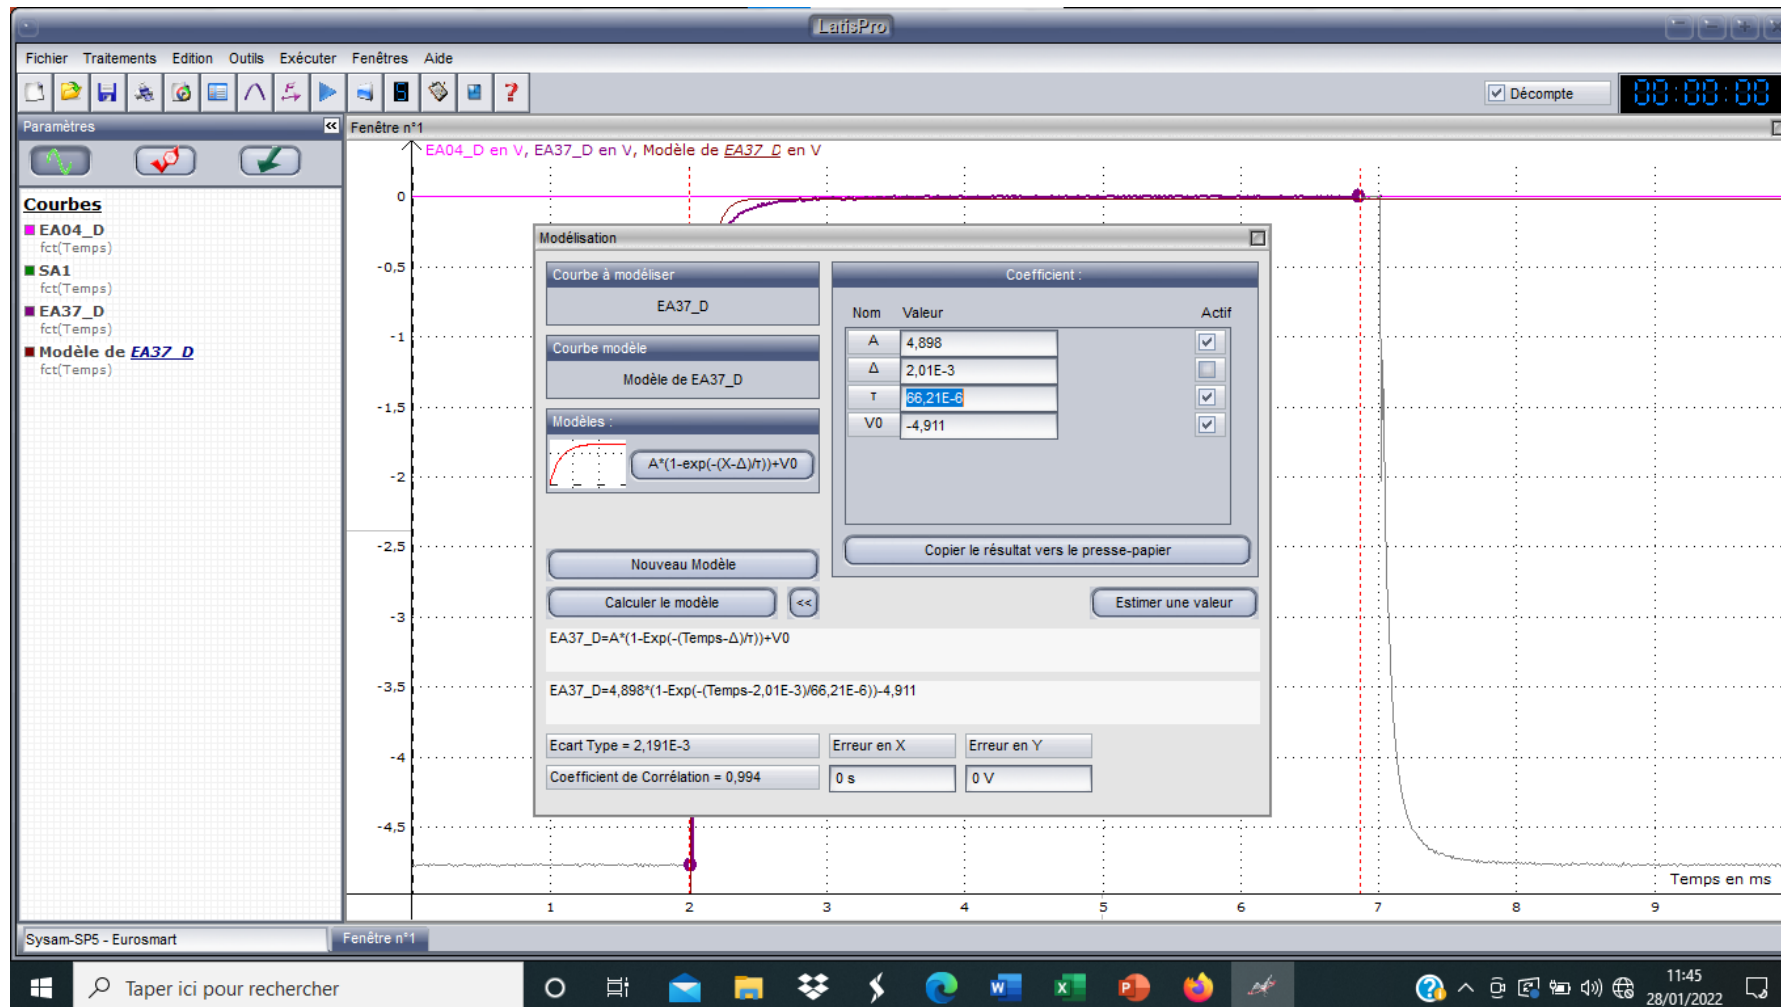 LatisPro
Fichier Traitements Edition Outils Exécuter Fenêtres Aide
Décompte 00:00:00
Paramètres << Fenêtre n°1
EA04_D en V, EA37_D en V, Modèle de EA37_D en V
Courbes
EA04_D
fct(Temps)
SA1
fct(Temps)
EA37_D
fct(Temps)
Modèle de EA37_D
fct(Temps)
0
-0,5
-1
-1,5
-2
-2,5
-3
-3,5
-4
-4,5
Modélisation
Courbe à modéliser
EA37_D
Courbe modèle
Modèle de EA37_D
Modèles :
A*(1-exp(-(X-Δ)/τ))+V0
Coefficient :
Nom Valeur Actif
A 4,898
Δ 2,01E-3
τ 66,21E-6
V0 -4,911
Copier le résultat vers le presse-papier
Nouveau Modèle
Calculer le modèle << Estimer une valeur
EA37_D=A*(1-Exp(-(Temps-Δ)/τ))+V0
EA37_D=4,898*(1-Exp(-(Temps-2,01E-3)/66,21E-6))-4,911
Ecart Type = 2,191E-3 Erreur en X Erreur en Y
Coefficient de Corrélation = 0,994 0 s 0 V
Temps en ms
1 2 3 4 5 6 7 8 9
Sysam-SP5 - Eurosmart Fenêtre n°1
Taper ici pour rechercher
11:45
28/01/2022